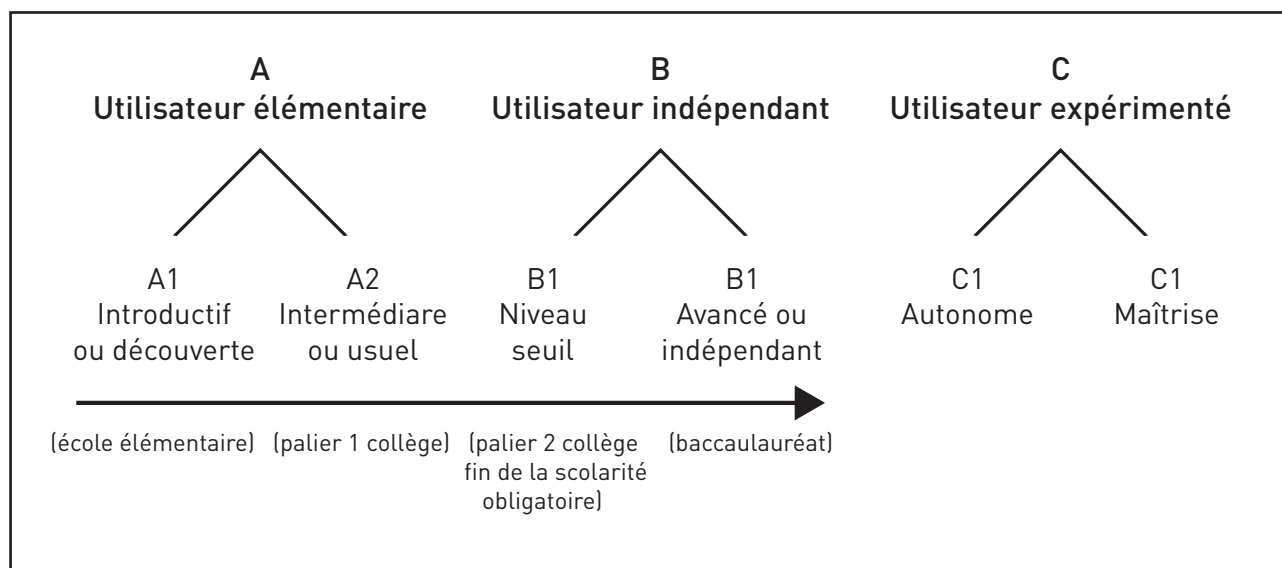 A
Utilisateur élémentaire
B
Utilisateur indépendant
C
Utilisateur expérimenté
A1
Introductif
ou découverte
A2
Intermédiare
ou usuel
B1
Niveau
seuil
B1
Avancé ou
indépendant
C1
Autonome
C1
Maîtrise
(école élémentaire)
(palier 1 collège)
(palier 2 collège
fin de la scolarité
obligatoire)
(baccaulauréat)